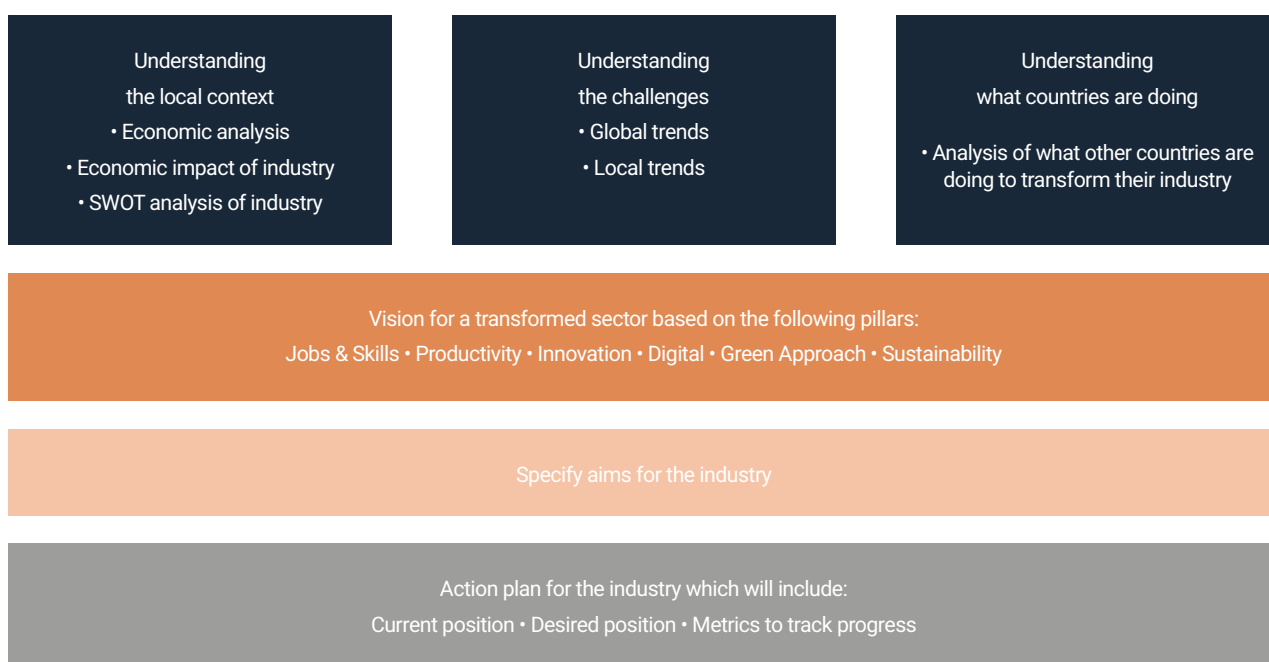 Understanding
the local context
• Economic analysis
• Economic impact of industry
• SWOT analysis of industry
Understanding
the challenges
• Global trends
• Local trends
Understanding
what countries are doing
• Analysis of what other countries are
doing to transform their industry
Vision for a transformed sector based on the following pillars:
Jobs & Skills • Productivity • Innovation • Digital • Green Approach • Sustainability
Specify aims for the industry
Action plan for the industry which will include:
Current position • Desired position • Metrics to track progress